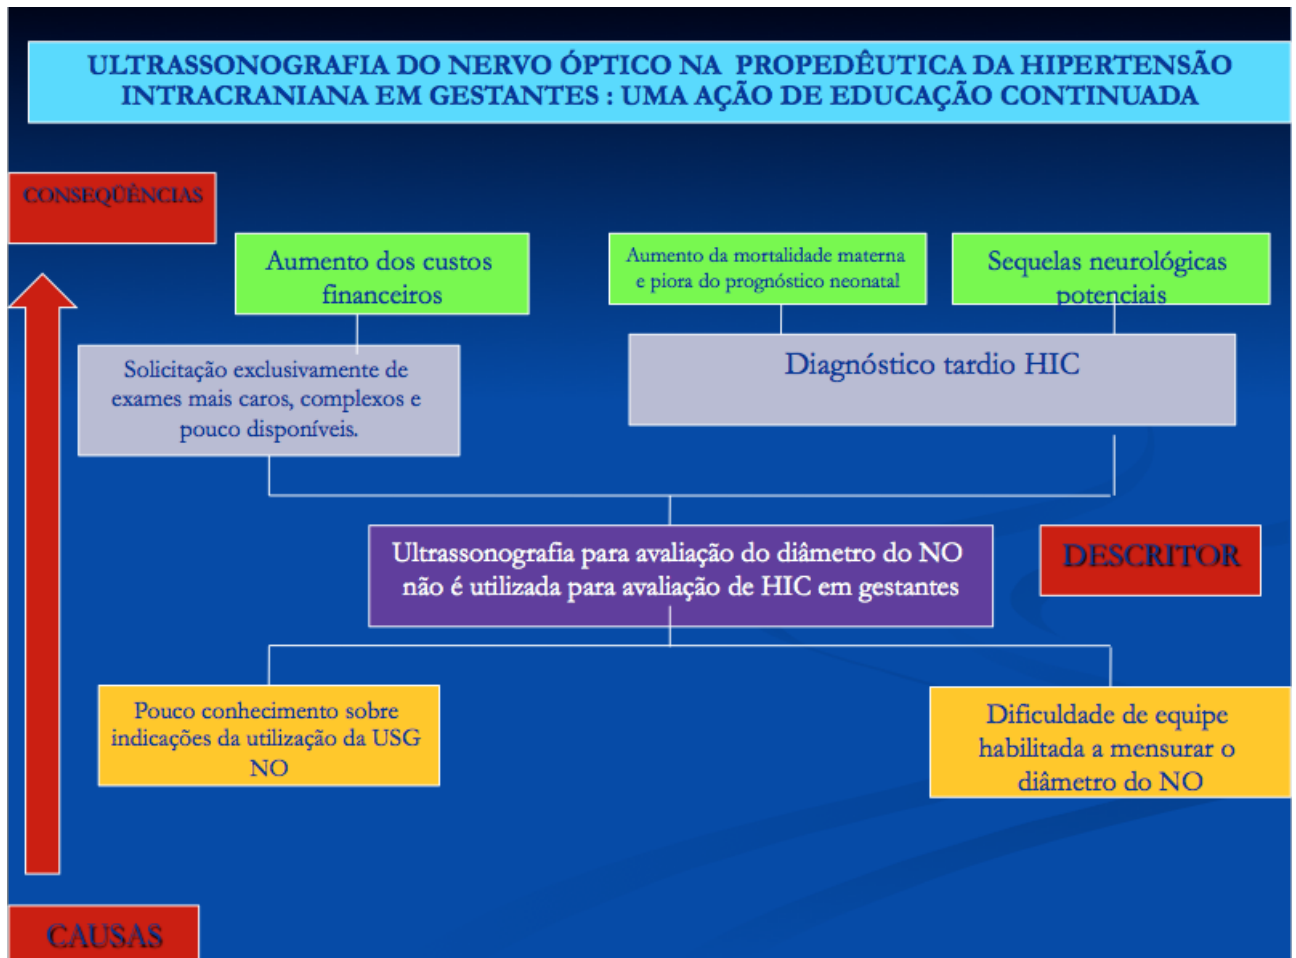 ULTRASSONOGRAFIA DO NERVO ÓPTICO NA PROPEDÊUTICA DA HIPERTENSÃO
INTRACRANIANA EM GESTANTES : UMA AÇÃO DE EDUCAÇÃO CONTINUADA
CONSEQÜÊNCIAS
Aumento dos custos
financeiros
Aumento da mortalidade materna
e piora do prognóstico neonatal
Sequelas neurológicas
potenciais
Solicitação exclusivamente de
exames mais caros, complexos e
pouco disponíveis.
Diagnóstico tardio HIC
Ultrassonografia para avaliação do diâmetro do NO
não é utilizada para avaliação de HIC em gestantes
DESCRITOR
Pouco conhecimento sobre
indicações da utilização da USG
NO
Dificuldade de equipe
habilitada a mensurar o
diâmetro do NO
CAUSAS